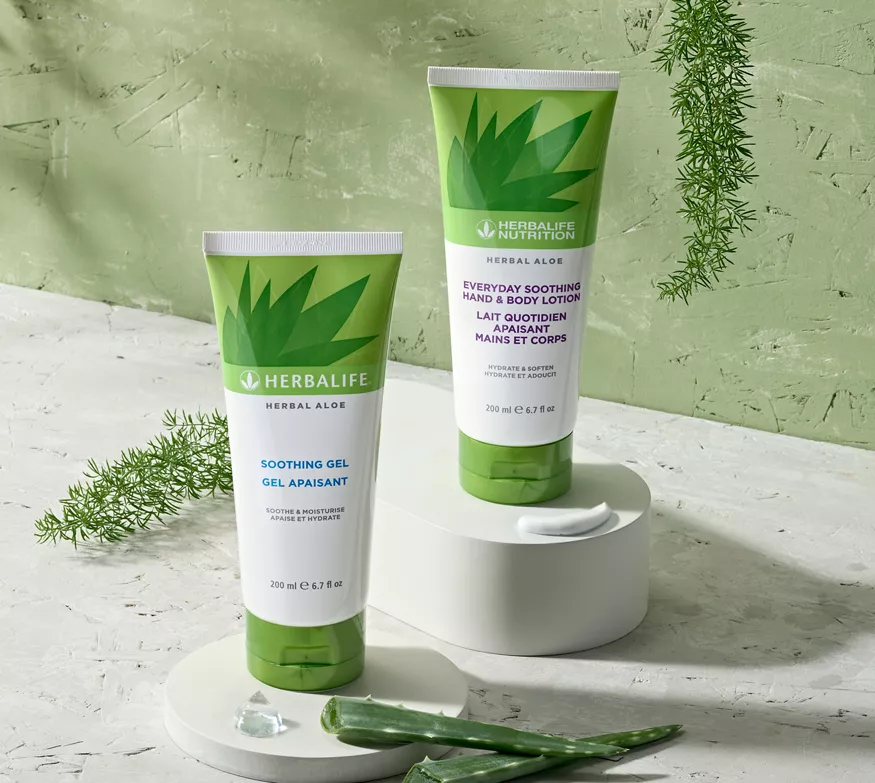 HERBALIFE
NUTRITION
HERBAL ALOE
EVERYDAY SOOTHING
HAND & BODY LOTION
LAIT QUOTIDIEN
APAISANT
MAINS ET CORPS
HYDRATE & SOFTEN
HYDRATE ET ADOUCIT
200 ml e 6.7 fl oz
HERBALIFE
HERBAL ALOE
SOOTHING GEL
GEL APAISANT
SOOTHE & MOISTURISE
APAISE ET HYDRATE
200 ml e 6.7 fl oz